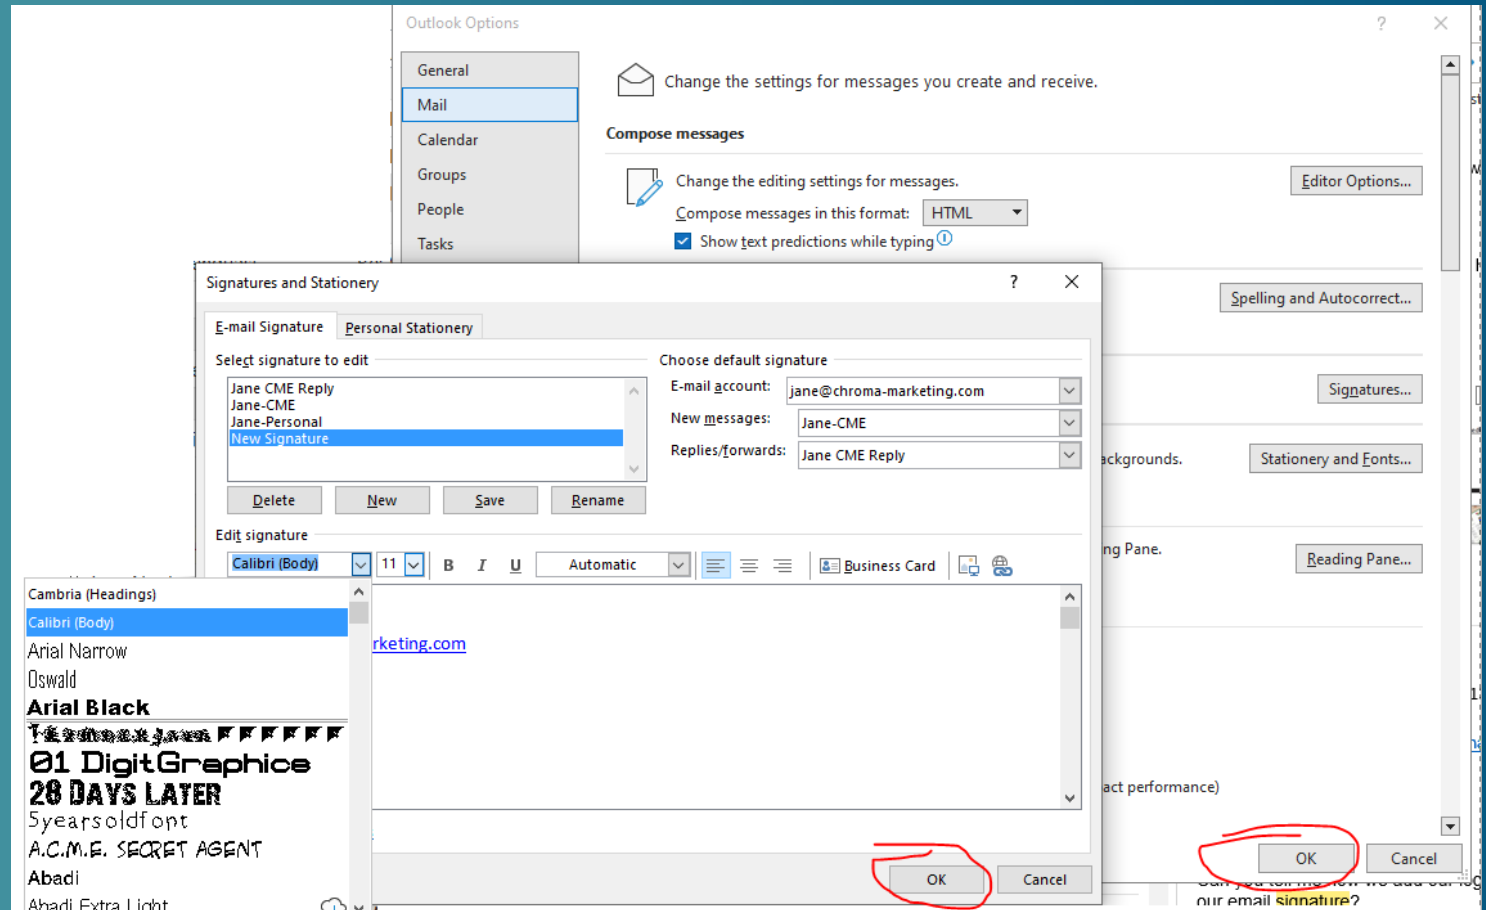 Outlook Options
?
General
Mail
Calendar
Groups
People
Tasks
Change the settings for messages you create and receive.
Compose messages
Change the editing settings for messages.
Editor Options...
Compose messages in this format: HTML
Show text predictions while typing
Spelling and Autocorrect...
Signatures...
ackgrounds.
Stationery and Fonts...
ng Pane.
Reading Pane...
act performance)
OK
Cancel
Signatures and Stationery
?
E-mail Signature
Personal Stationery
Select signature to edit
Jane CME Reply
Jane-CME
Jane-Personal
New Signature
Delete
New
Save
Rename
Choose default signature
E-mail account: jane@chroma-marketing.com
New messages: Jane-CME
Replies/forwards: Jane CME Reply
Edit signature
Calibri (Body) 11 B I U Automatic Business Card
rketing.com
Cambria (Headings)
Calibri (Body)
Arial Narrow
Oswald
Arial Black
01 DigitGraphics
28 DAYS LATER
5yearsoldfont
A.C.M.E. SECRET AGENT
Abadi
Abadi Extra Light
OK
Cancel
our email signature?